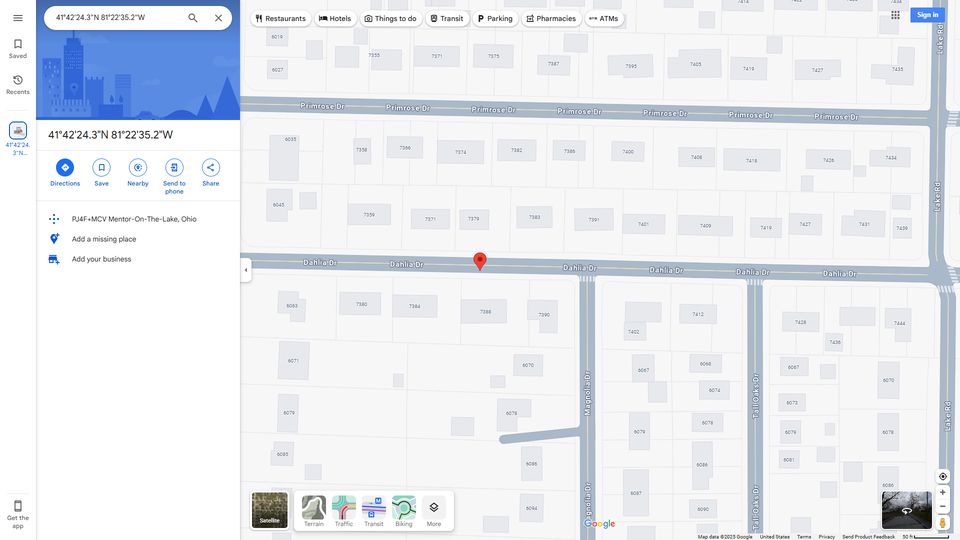 41°42'24.3"N 81°22'35.2"W
Restaurants
Hotels
Things to do
Transit
Parking
Pharmacies
ATMs
Sign in
Saved
Recents
41°42'24.
3"N...
Get the
app
41°42'24.3"N 81°22'35.2"W
Directions
Save
Nearby
Send to
phone
Share
PJ4F+MCV Mentor-On-The-Lake, Ohio
Add a missing place
Add your business
6019
7355
7371
7375
7387
7395
7405
7419
7427
7435
6027
Lake Rd
Primrose Dr
Primrose Dr
Primrose Dr
Primrose Dr
Primrose Dr
Primrose Dr
Primrose Dr
6035
7358
7366
7374
7382
7386
7400
7408
7418
7426
7434
Lake Rd
6045
7359
7371
7379
7383
7391
7401
7409
7419
7427
7431
7439
Dahlia Dr
Dahlia Dr
Dahlia Dr
Dahlia Dr
Dahlia Dr
Dahlia Dr
6063
7380
7384
7388
7390
7402
7412
7428
7436
7444
6071
6070
6067
6068
6067
6070
6074
Magnolia Dr
Tall Oaks Dr
6073
6079
6078
6079
6078
6079
6078
Lake Rd
6085
6086
6086
6081
6087
6090
6094
Magnolia Dr
Tall Oaks Dr
Satellite
Terrain
Traffic
Transit
Biking
More
Google
Map data ©2025 Google
United States
Terms
Privacy
Send Product Feedback
50 ft